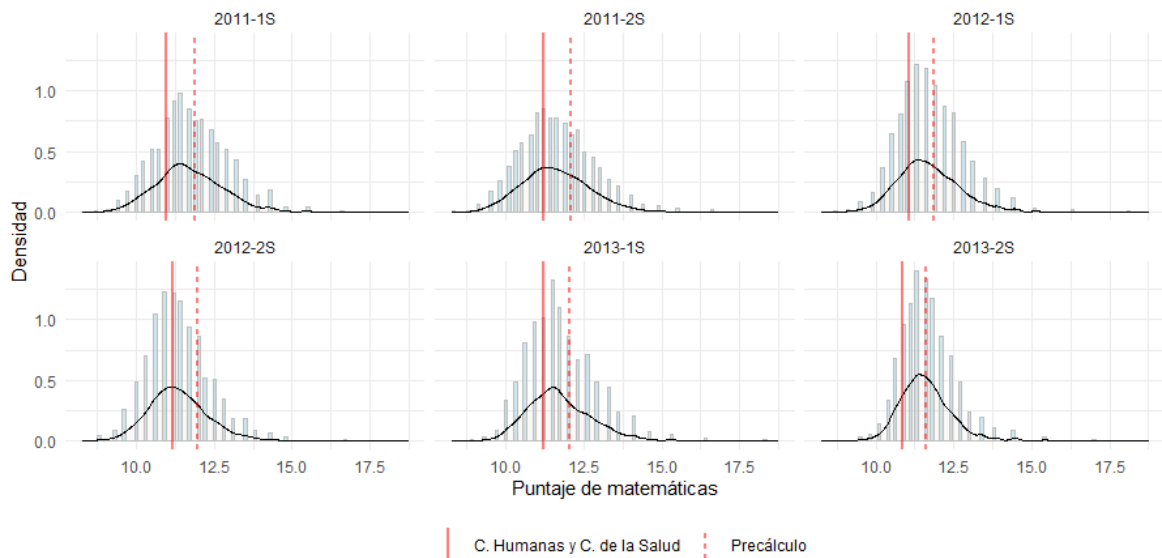 2011-1S 2011-2S 2012-1S
1.0
0.5
0.0
Densidad
2012-2S 2013-1S 2013-2S
1.0
0.5
0.0
10.0 12.5 15.0 17.5 10.0 12.5 15.0 17.5 10.0 12.5 15.0 17.5
Puntaje de matemáticas
C. Humanas y C. de la Salud Precálculo